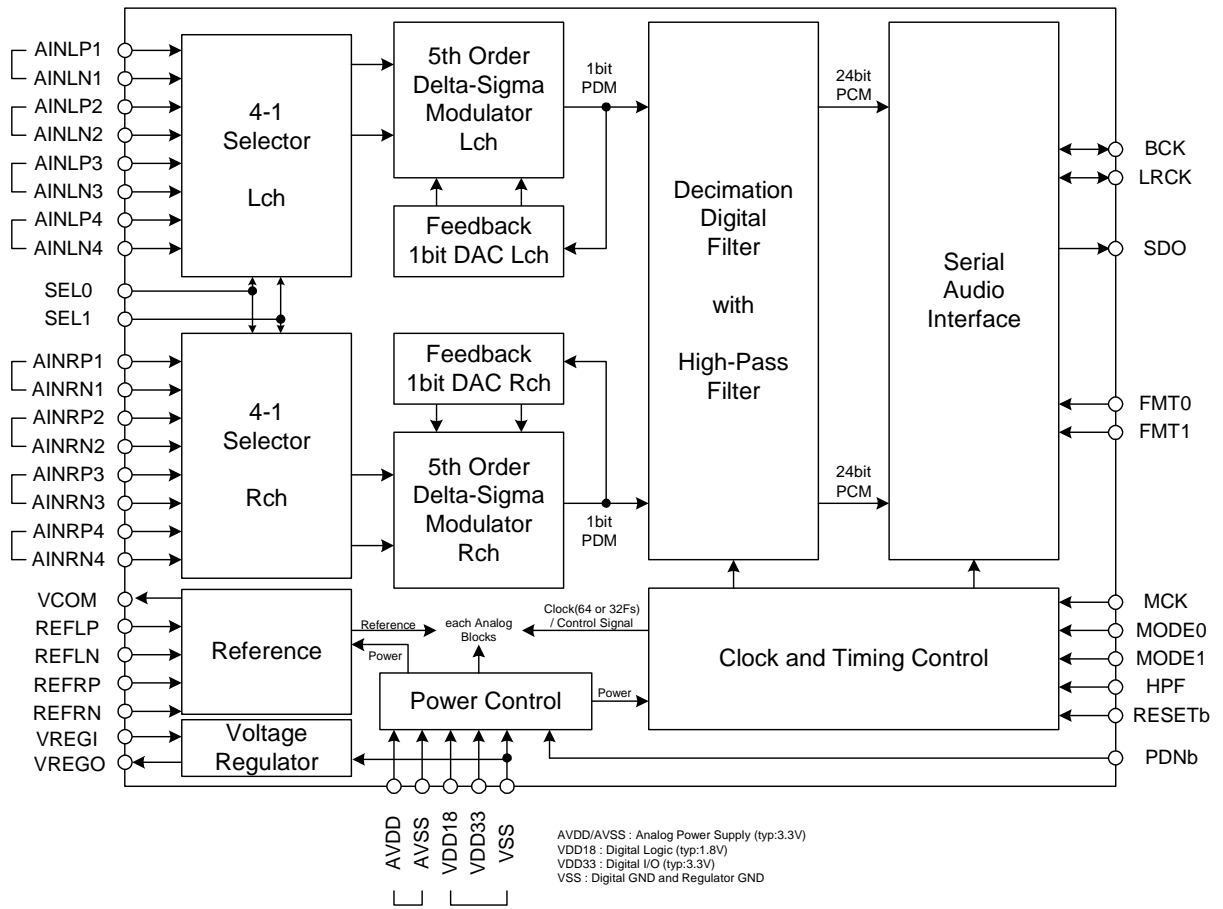 AINLP1
AINLN1
AINLP2
AINLN2
AINLP3
AINLN3
AINLP4
AINLN4
SEL0
SEL1
AINRP1
AINRN1
AINRP2
AINRN2
AINRP3
AINRN3
AINRP4
AINRN4
VCOM
REFLP
REFLN
REFRP
REFRN
VREGI
VREGO
4-1
Selector
Lch
4-1
Selector
Rch
Reference
Voltage
Regulator
5th Order
Delta-Sigma
Modulator
Lch
Feedback
1bit DAC Lch
Feedback
1bit DAC Rch
5th Order
Delta-Sigma
Modulator
Rch
1bit
PDM
1bit
PDM
Reference
Power
each Analog
Blocks
Clock(64 or 32Fs)
/ Control Signal
Power Control
Power
Decimation
Digital
Filter
with
High-Pass
Filter
24bit
PCM
24bit
PCM
Serial
Audio
Interface
Clock and Timing Control
BCK
LRCK
SDO
FMT0
FMT1
MCK
MODE0
MODE1
HPF
RESETb
PDNb
AVDD
AVSS
VDD18
VDD33
VSS
AVDD/AVSS : Analog Power Supply (typ:3.3V)
VDD18 : Digital Logic (typ:1.8V)
VDD33 : Digital I/O (typ:3.3V)
VSS : Digital GND and Regulator GND